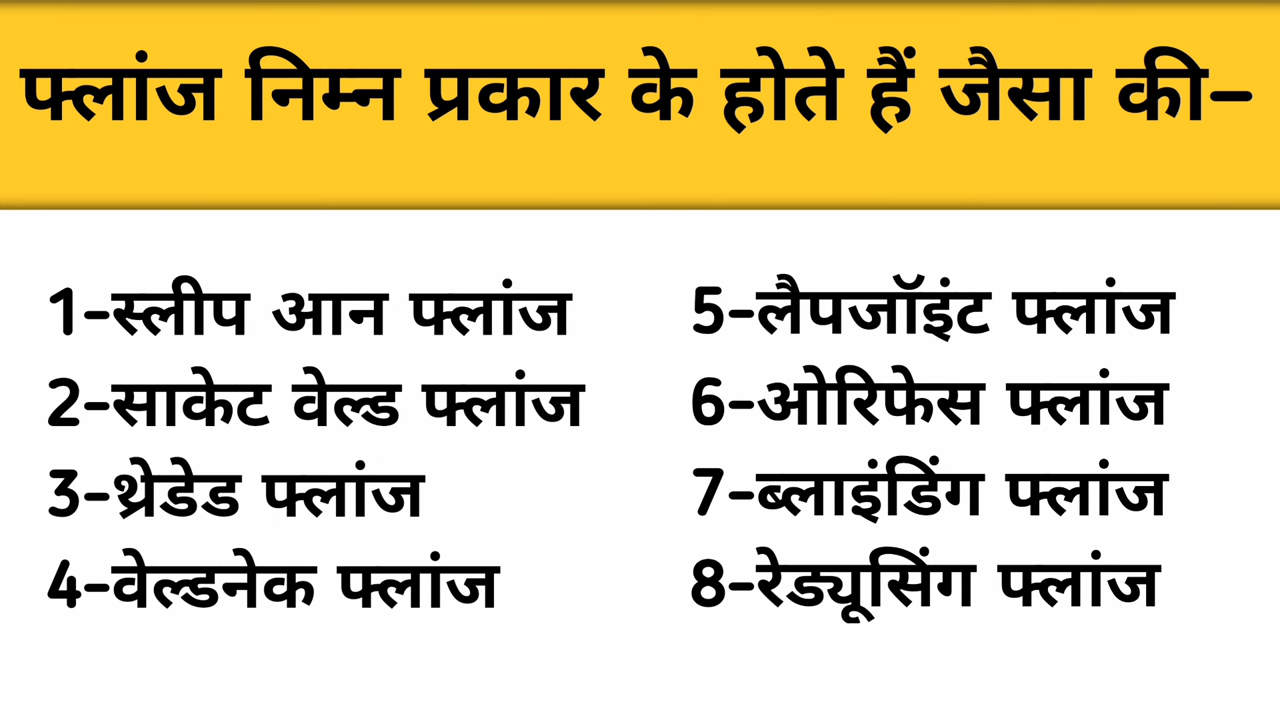 फ्लांज निम्न प्रकार के होते हैं जैसा की–
1-स्लीप आन फ्लांज
2-साकेट वेल्ड फ्लांज
3-थ्रेडेड फ्लांज
4-वेल्डनेक फ्लांज
5-लैपजॉइंट फ्लांज
6-ओरिफेस फ्लांज
7-ब्लाइंडिंग फ्लांज
8-रेड्यूसिंग फ्लांज